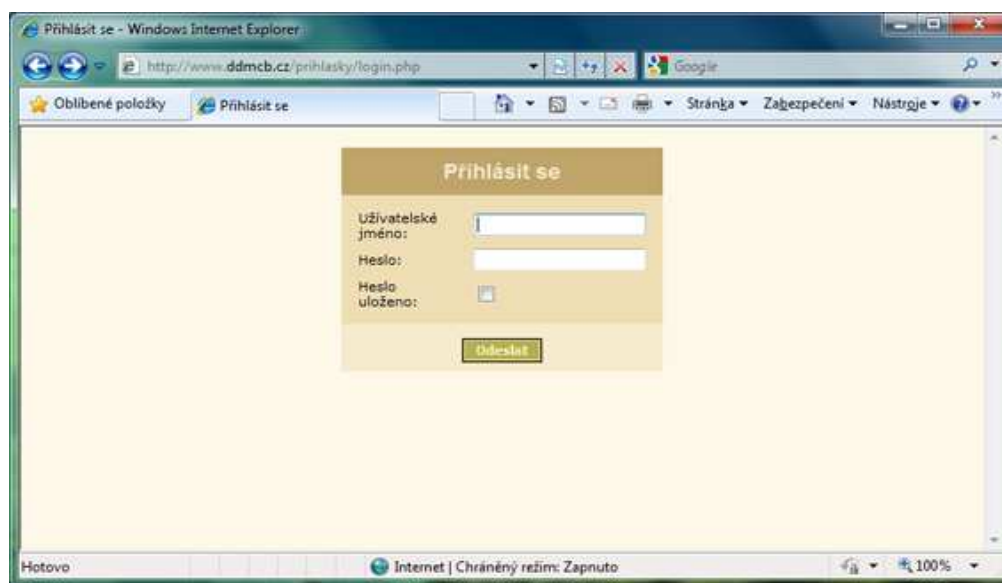 Přihlásit se - Windows Internet Explorer
http://www.ddmcb.cz/prihlasky/login.php
Google
Oblíbené položky
Přihlásit se
Stránka
Zabezpečení
Nástroje
Přihlásit se
Uživatelské
jméno:
Heslo:
Heslo
uloženo:
Odeslat
Hotovo
Internet | Chráněný režim: Zapnuto
100%